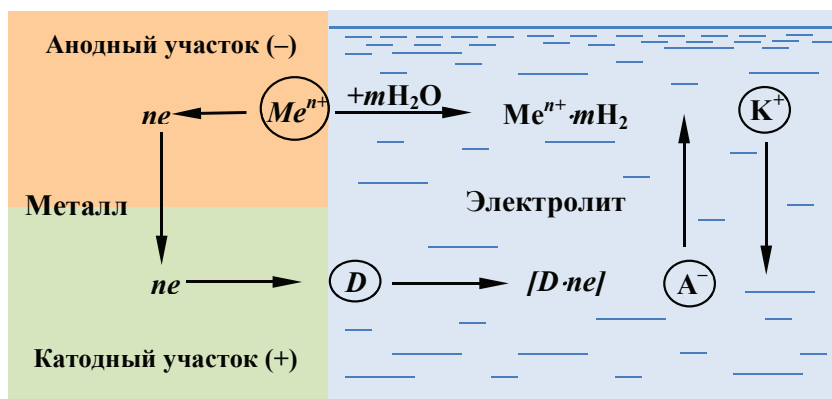 Анодный участок (–)
ne
Meⁿ⁺
+mH₂O
Meⁿ⁺·mH₂
K⁺
Металл
Электролит
ne
D
[D·ne]
A⁻
Катодный участок (+)